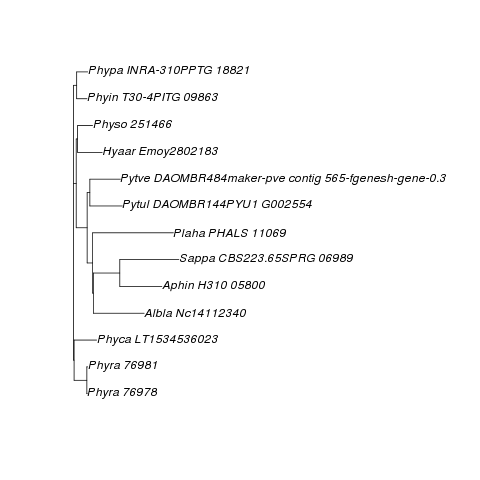 Phypa INRA-310PPTG 18821
Phyin T30-4PITG 09863
Physo 251466
Hyaar Emoy2802183
Pytve DAOMBR484maker-pve contig 565-fgenesh-gene-0.3
Pytul DAOMBR144PYU1 G002554
Plaha PHALS 11069
Sappa CBS223.65SPRG 06989
Aphin H310 05800
Albla Nc14112340
Phyca LT1534536023
Phyra 76981
Phyra 76978